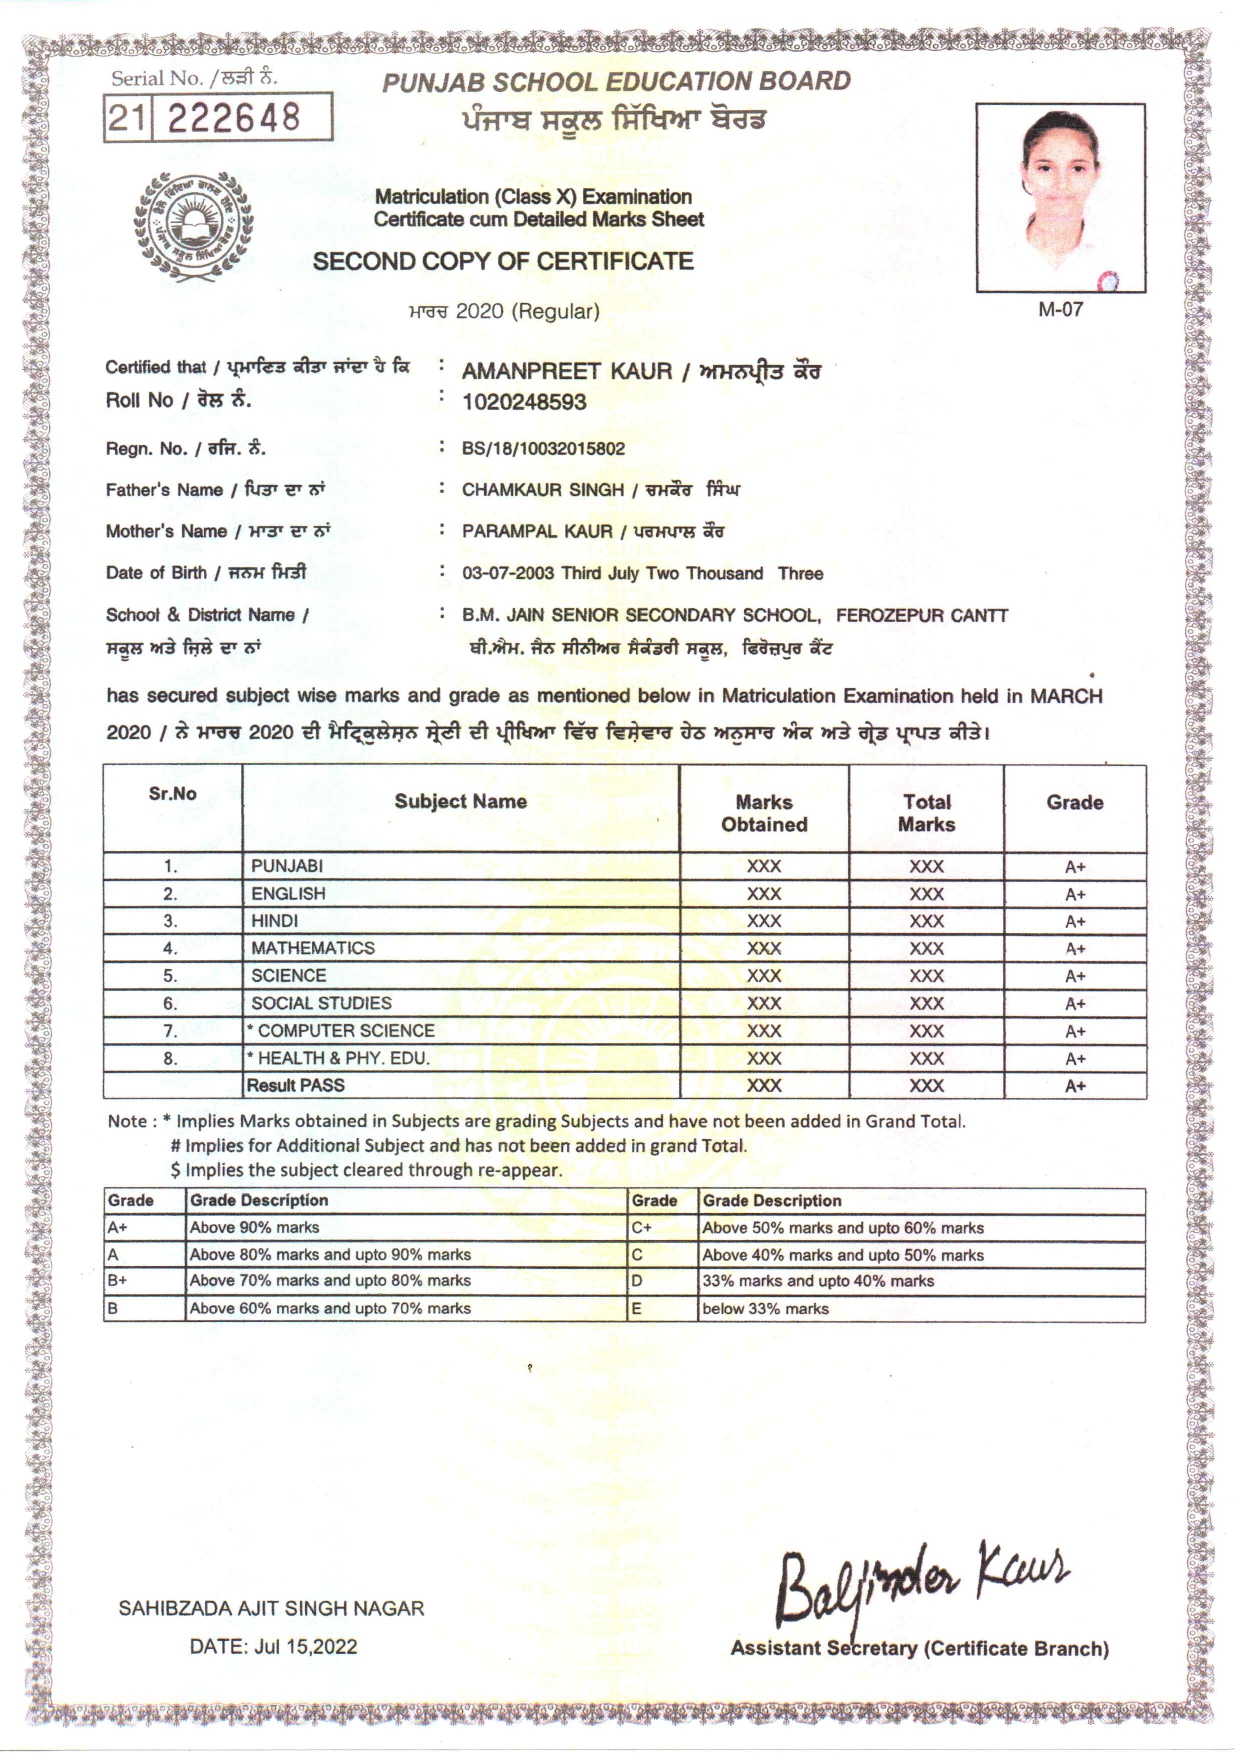 Serial No. /ਲੜੀ ਨੰ.
21 222648
PUNJAB SCHOOL EDUCATION BOARD
ਪੰਜਾਬ ਸਕੂਲ ਸਿੱਖਿਆ ਬੋਰਡ
ਪੰਜਾਬ ਸਕੂਲ ਸਿੱਖਿਆ ਬੋਰਡ
Matriculation (Class X) Examination
Certificate cum Detailed Marks Sheet
SECOND COPY OF CERTIFICATE
ਮਾਰਚ 2020 (Regular)
M-07
Certified that / ਪ੍ਰਮਾਣਿਤ ਕੀਤਾ ਜਾਂਦਾ ਹੈ ਕਿ : AMANPREET KAUR / ਅਮਨਪ੍ਰੀਤ ਕੌਰ
Roll No / ਰੋਲ ਨੰ. : 1020248593
Regn. No. / ਰਜਿ. ਨੰ. : BS/18/10032015802
Father's Name / ਪਿਤਾ ਦਾ ਨਾਂ : CHAMKAUR SINGH / ਚਮਕੌਰ ਸਿੰਘ
Mother's Name / ਮਾਤਾ ਦਾ ਨਾਂ : PARAMPAL KAUR / ਪਰਮਪਾਲ ਕੌਰ
Date of Birth / ਜਨਮ ਮਿਤੀ : 03-07-2003 Third July Two Thousand Three
School & District Name / : B.M. JAIN SENIOR SECONDARY SCHOOL, FEROZEPUR CANTT
ਸਕੂਲ ਅਤੇ ਜ਼ਿਲੇ ਦਾ ਨਾਂ ਬੀ.ਐਮ. ਜੈਨ ਸੀਨੀਅਰ ਸੈਕੰਡਰੀ ਸਕੂਲ, ਫਿਰੋਜ਼ਪੁਰ ਕੈਂਟ
has secured subject wise marks and grade as mentioned below in Matriculation Examination held in MARCH
2020 / ਨੇ ਮਾਰਚ 2020 ਦੀ ਮੈਟ੍ਰਿਕੁਲੇਸ਼ਨ ਸ਼੍ਰੇਣੀ ਦੀ ਪ੍ਰੀਖਿਆ ਵਿੱਚ ਵਿਸ਼ੇਵਾਰ ਹੇਠ ਅਨੁਸਾਰ ਅੰਕ ਅਤੇ ਗ੍ਰੇਡ ਪ੍ਰਾਪਤ ਕੀਤੇ।
Sr.No Subject Name Marks Obtained Total Marks Grade
1. PUNJABI XXX XXX A+
2. ENGLISH XXX XXX A+
3. HINDI XXX XXX A+
4. MATHEMATICS XXX XXX A+
5. SCIENCE XXX XXX A+
6. SOCIAL STUDIES XXX XXX A+
7. * COMPUTER SCIENCE XXX XXX A+
8. * HEALTH & PHY. EDU. XXX XXX A+
Result PASS XXX XXX A+
Note : * Implies Marks obtained in Subjects are grading Subjects and have not been added in Grand Total.
# Implies for Additional Subject and has not been added in grand Total.
$ Implies the subject cleared through re-appear.
Grade Grade Description Grade Grade Description
A+ Above 90% marks C+ Above 50% marks and upto 60% marks
A Above 80% marks and upto 90% marks C Above 40% marks and upto 50% marks
B+ Above 70% marks and upto 80% marks D 33% marks and upto 40% marks
B Above 60% marks and upto 70% marks E below 33% marks
Baljinder Kaur
SAHIBZADA AJIT SINGH NAGAR
DATE: Jul 15,2022
Assistant Secretary (Certificate Branch)